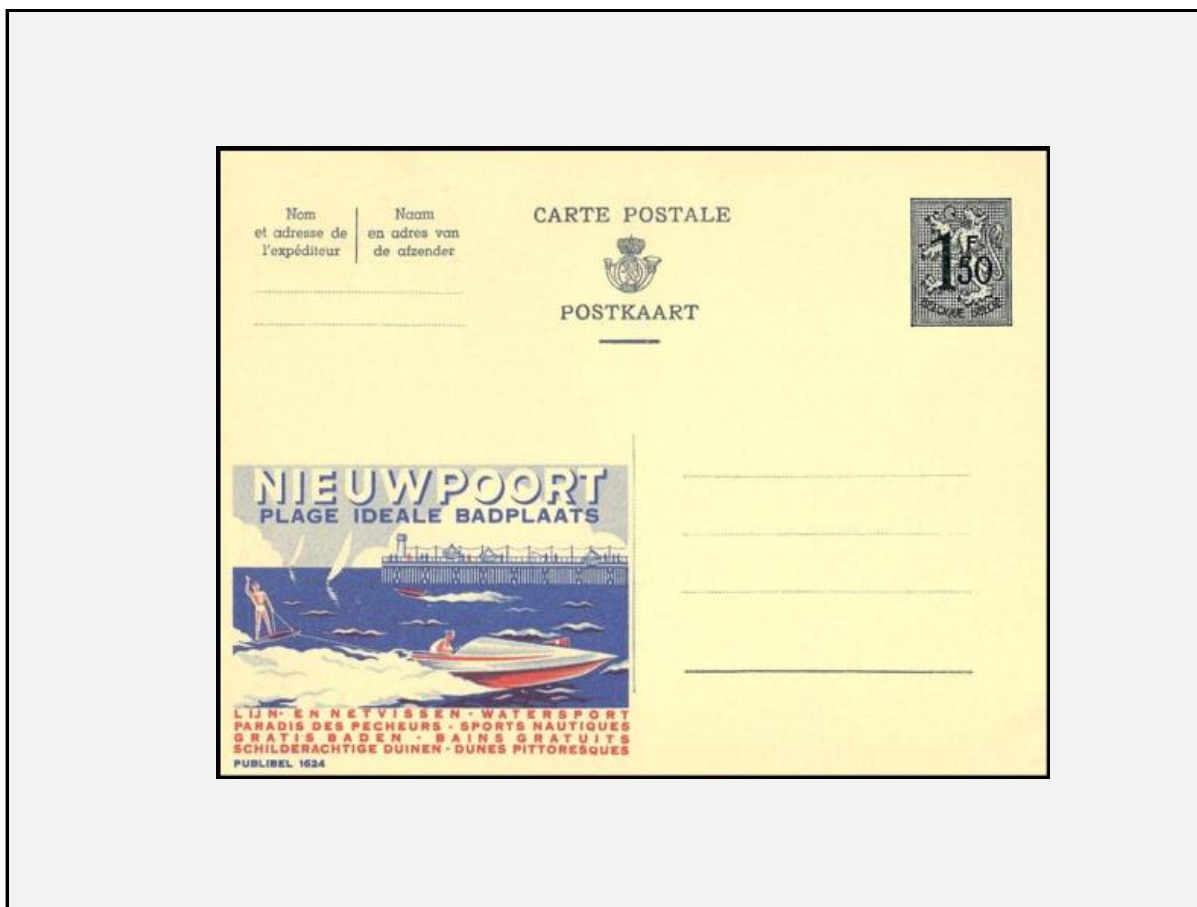 Nom
et adresse de
l'expéditeur
Naam
en adres van
de afzender
CARTE POSTALE
POSTKAART
1F50
BELGIQUE BELGIE
NIEUWPOORT
PLAGE IDEALE BADPLAATS
LIJN- EN NETVISSEN - WATERSPORT
PARADIS DES PECHEURS - SPORTS NAUTIQUES
GRATIS BADEN - BAINS GRATUITS
SCHILDERACHTIGE DUINEN - DUNES PITTORESQUES
PUBLIBEL 1624